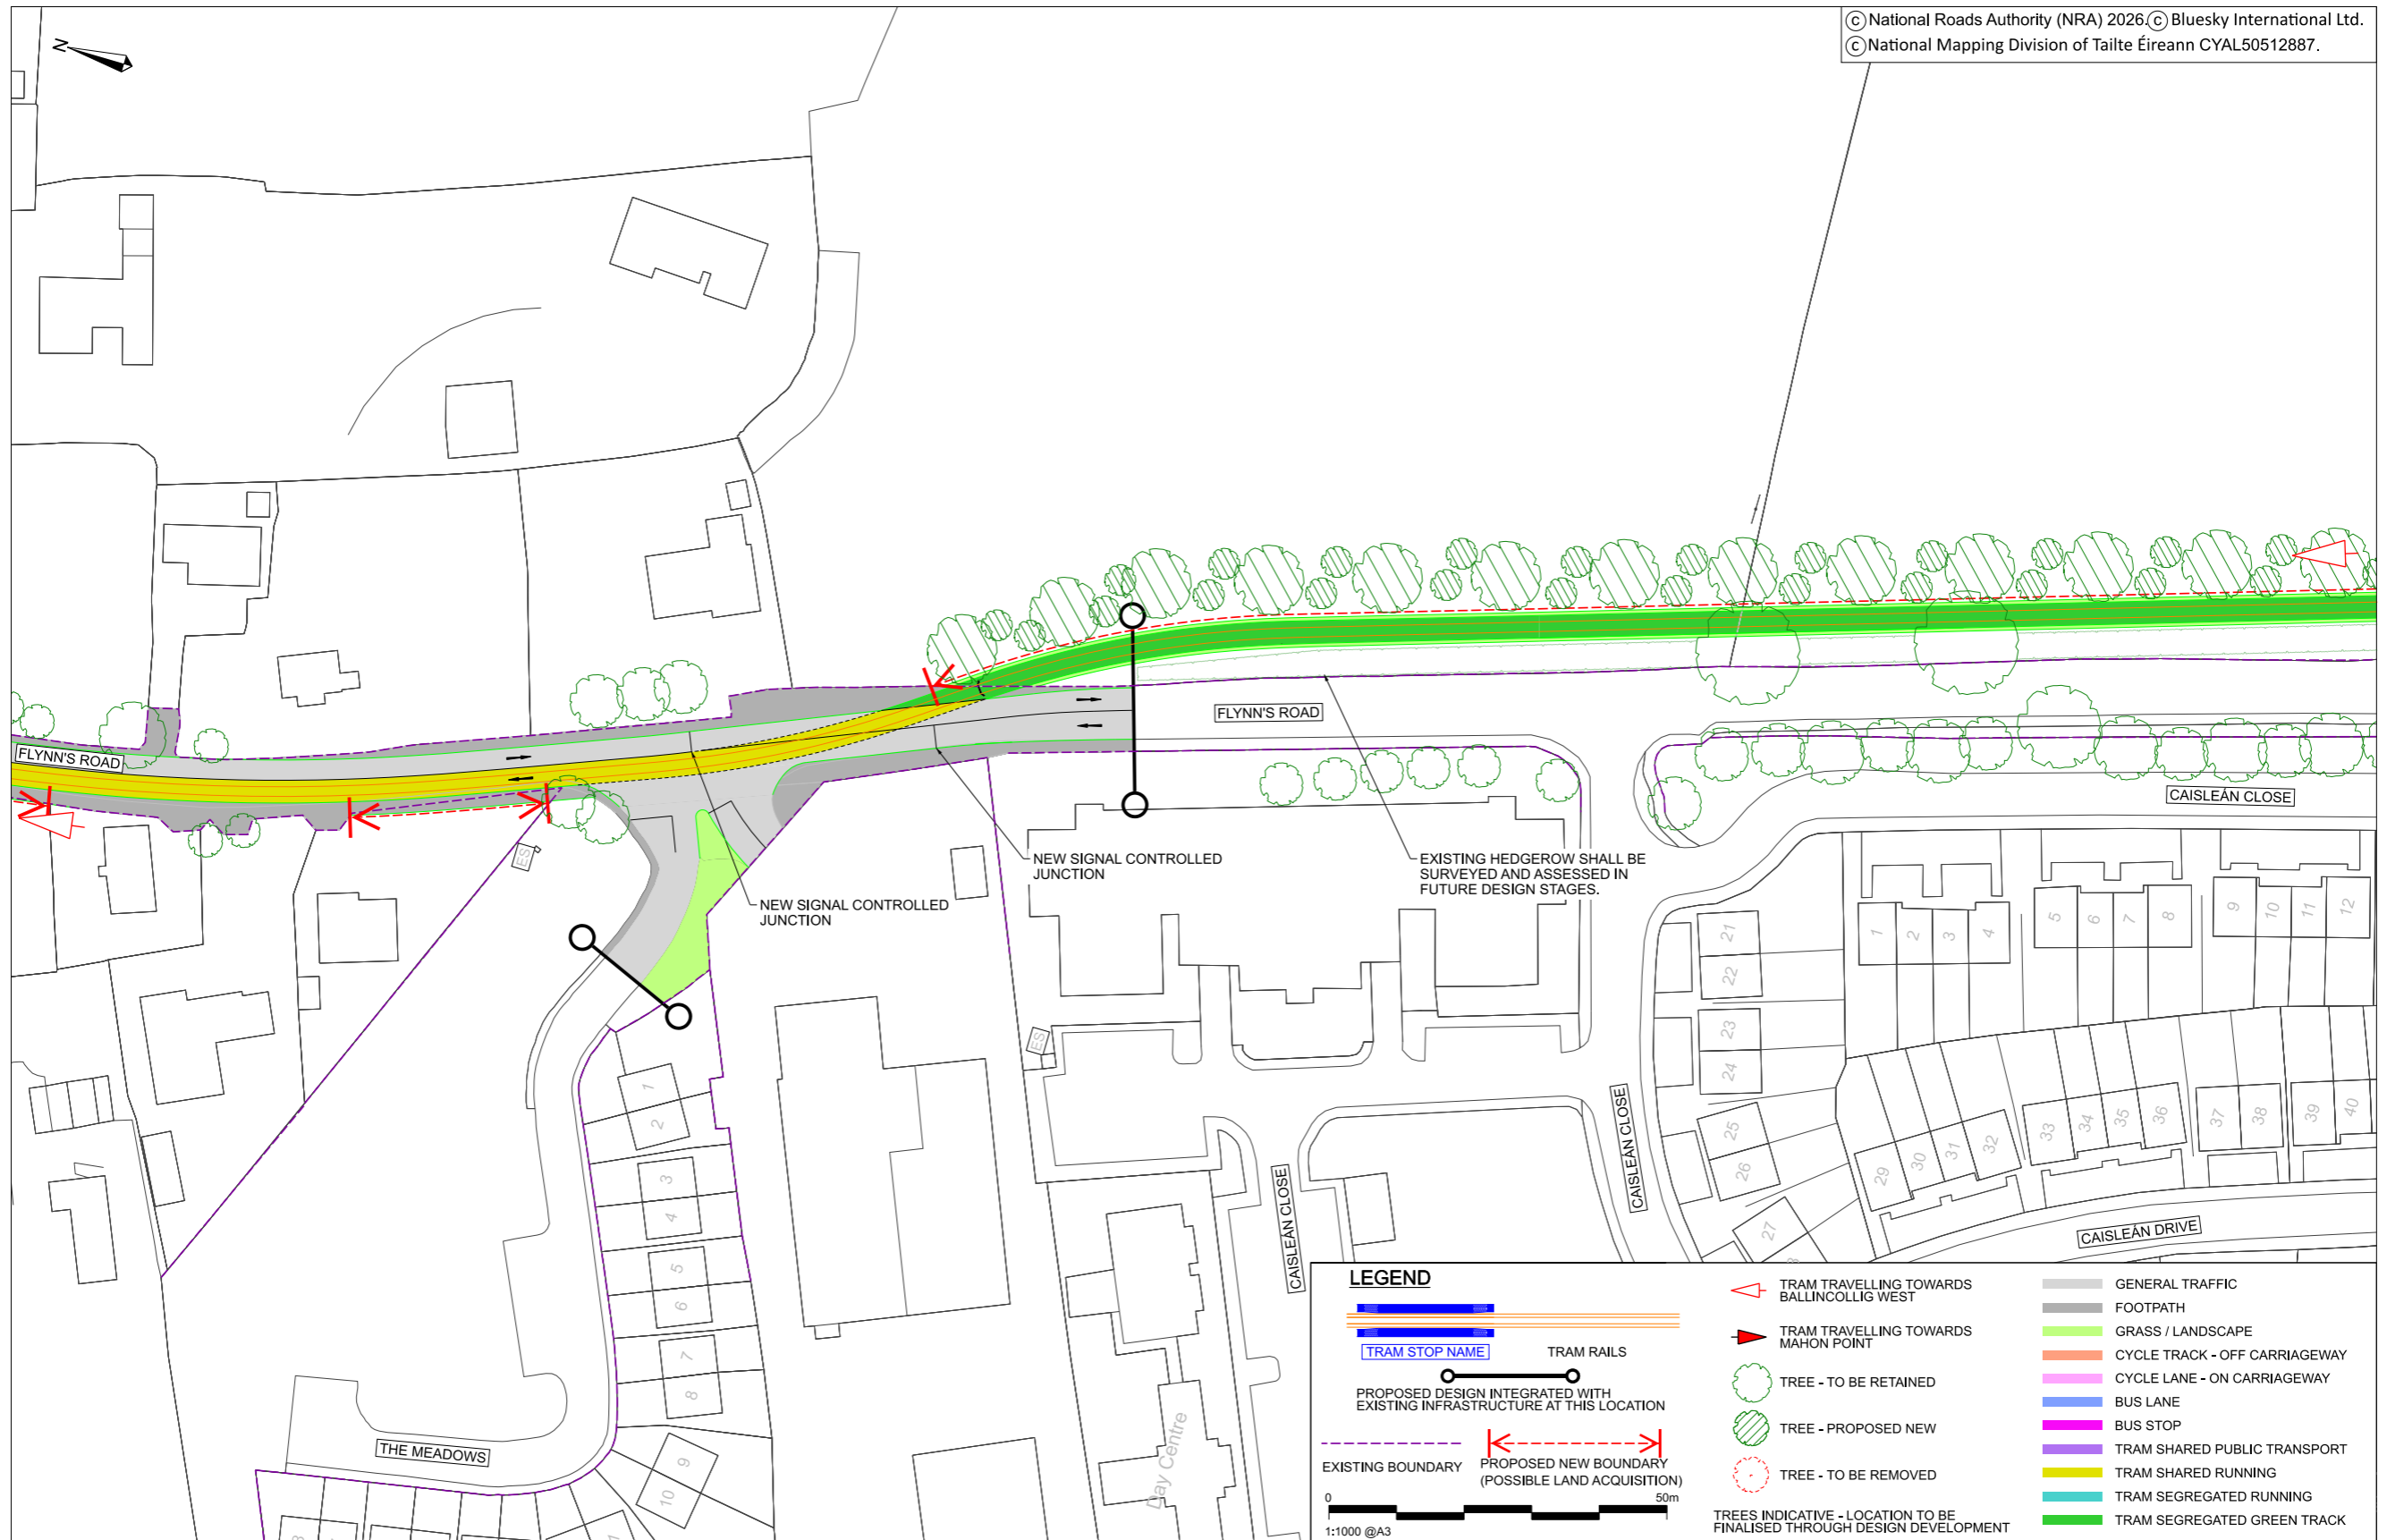 © National Roads Authority (NRA) 2026. © Bluesky International Ltd.
© National Mapping Division of Tailte Éireann CYAL50512887.
N
FLYNN'S ROAD
FLYNN'S ROAD
CAISLEÁN CLOSE
NEW SIGNAL CONTROLLED
JUNCTION
EXISTING HEDGEROW SHALL BE
SURVEYED AND ASSESSED IN
FUTURE DESIGN STAGES.
NEW SIGNAL CONTROLLED
JUNCTION
ES
ES
1
2
3
4
5
6
7
8
9
10
11
12
21
22
23
24
25
26
27
29
30
31
32
33
34
35
36
37
38
39
40
1
2
3
4
5
6
7
8
9
10
CAISLEÁN CLOSE
CAISLEÁN CLOSE
CAISLEÁN DRIVE
THE MEADOWS
Day Centre
LEGEND
TRAM STOP NAME
TRAM RAILS
PROPOSED DESIGN INTEGRATED WITH
EXISTING INFRASTRUCTURE AT THIS LOCATION
EXISTING BOUNDARY
PROPOSED NEW BOUNDARY
(POSSIBLE LAND ACQUISITION)
0 50m
1:1000 @A3
TRAM TRAVELLING TOWARDS
BALLINCOLLIG WEST
TRAM TRAVELLING TOWARDS
MAHON POINT
TREE - TO BE RETAINED
TREE - PROPOSED NEW
TREE - TO BE REMOVED
TREES INDICATIVE - LOCATION TO BE
FINALISED THROUGH DESIGN DEVELOPMENT
GENERAL TRAFFIC
FOOTPATH
GRASS / LANDSCAPE
CYCLE TRACK - OFF CARRIAGEWAY
CYCLE LANE - ON CARRIAGEWAY
BUS LANE
BUS STOP
TRAM SHARED PUBLIC TRANSPORT
TRAM SHARED RUNNING
TRAM SEGREGATED RUNNING
TRAM SEGREGATED GREEN TRACK